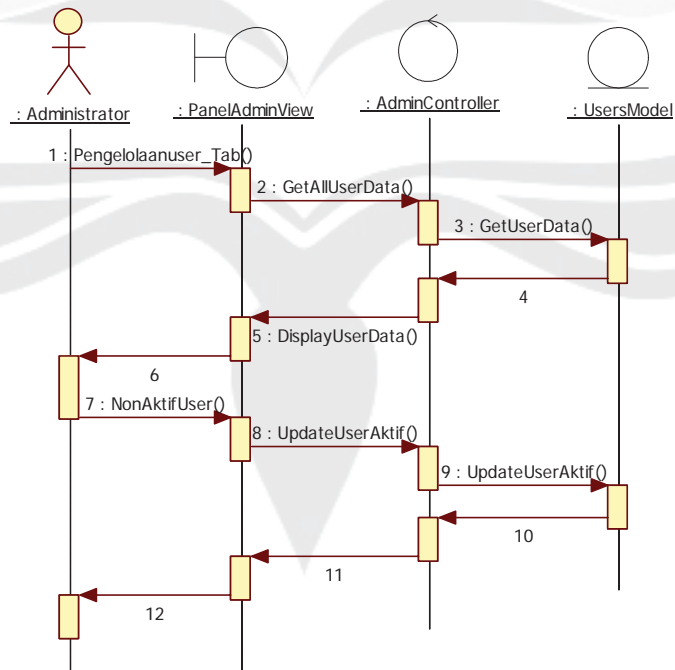 : Administrator
: PanelAdminView
: AdminController
: UsersModel
1 : Pengelolaanuser_Tab()
2 : GetAllUserData()
3 : GetUserData()
4
5 : DisplayUserData()
6
7 : NonAktifUser()
8 : UpdateUserAktif()
9 : UpdateUserAktif()
10
11
12